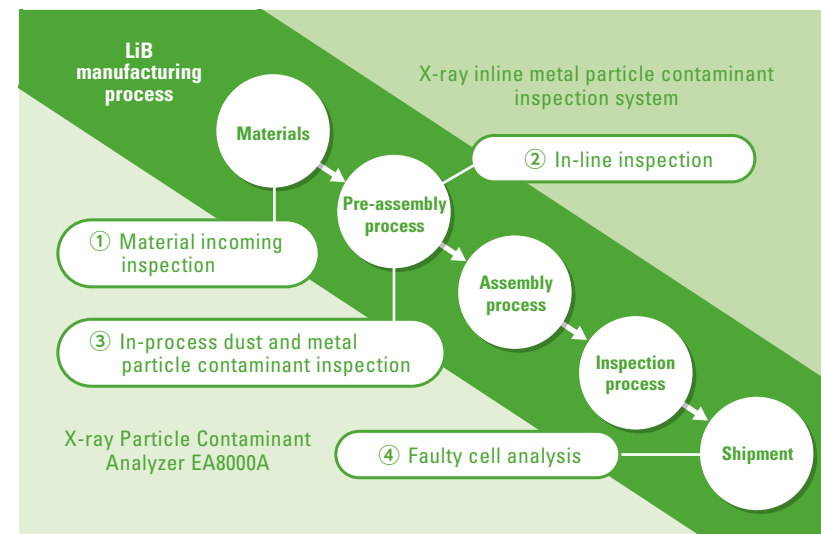 LiB
manufacturing
process
X-ray inline metal particle contaminant
inspection system
Materials
② In-line inspection
Pre-assembly
process
① Material incoming
inspection
Assembly
process
③ In-process dust and metal
particle contaminant inspection
Inspection
process
X-ray Particle Contaminant
Analyzer EA8000A
④ Faulty cell analysis
Shipment